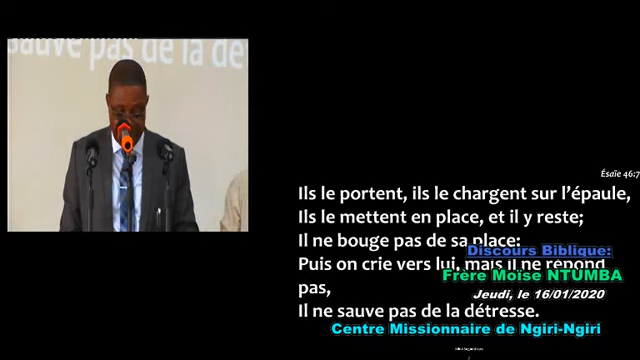 sauve pas de la dé
Ésaïe 46:7
Ils le portent, ils le chargent sur l'épaule,
Ils le mettent en place, et il y reste;
Il ne bouge pas de sa place;
Discours Biblique:
Puis on crie vers lui, mais il ne répond
Frère Moïse NTUMBA
pas,
Jeudi, le 16/01/2020
Il ne sauve pas de la détresse.
Centre Missionnaire de Ngiri-Ngiri